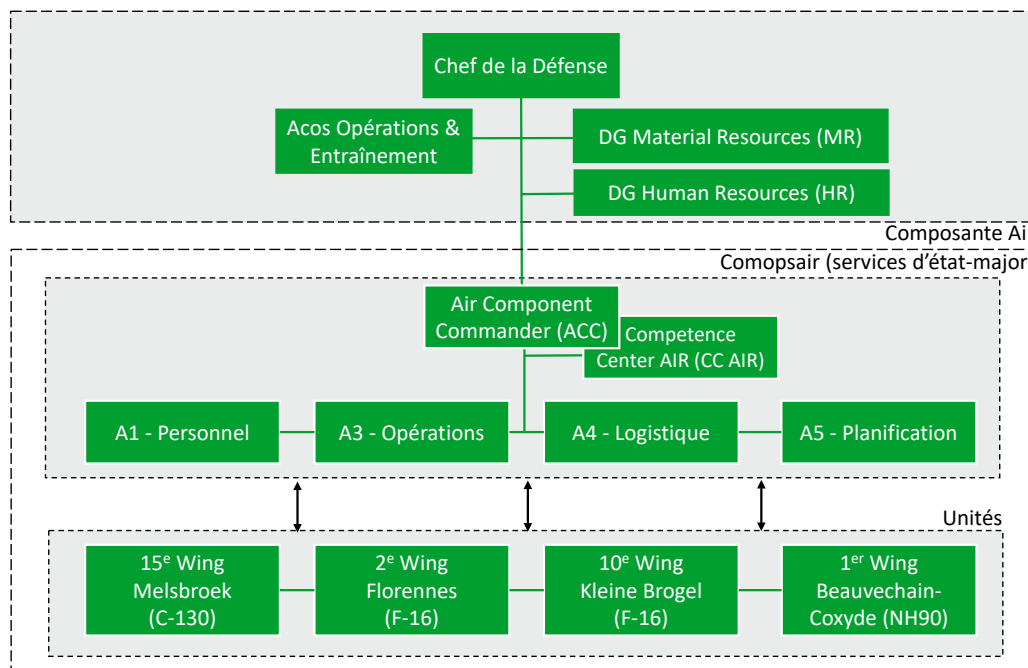 Chef de la Défense
Acos Opérations &
Entraînement
DG Material Resources (MR)
DG Human Resources (HR)
Composante Ai
Comopsair (services d’état-major
Air Component
Commander (ACC)
Competence
Center AIR (CC AIR)
A1 - Personnel
A3 - Opérations
A4 - Logistique
A5 - Planification
Unités
15e Wing
Melsbroek
(C-130)
2e Wing
Florennes
(F-16)
10e Wing
Kleine Brogel
(F-16)
1er Wing
Beauvechain-
Coxyde (NH90)